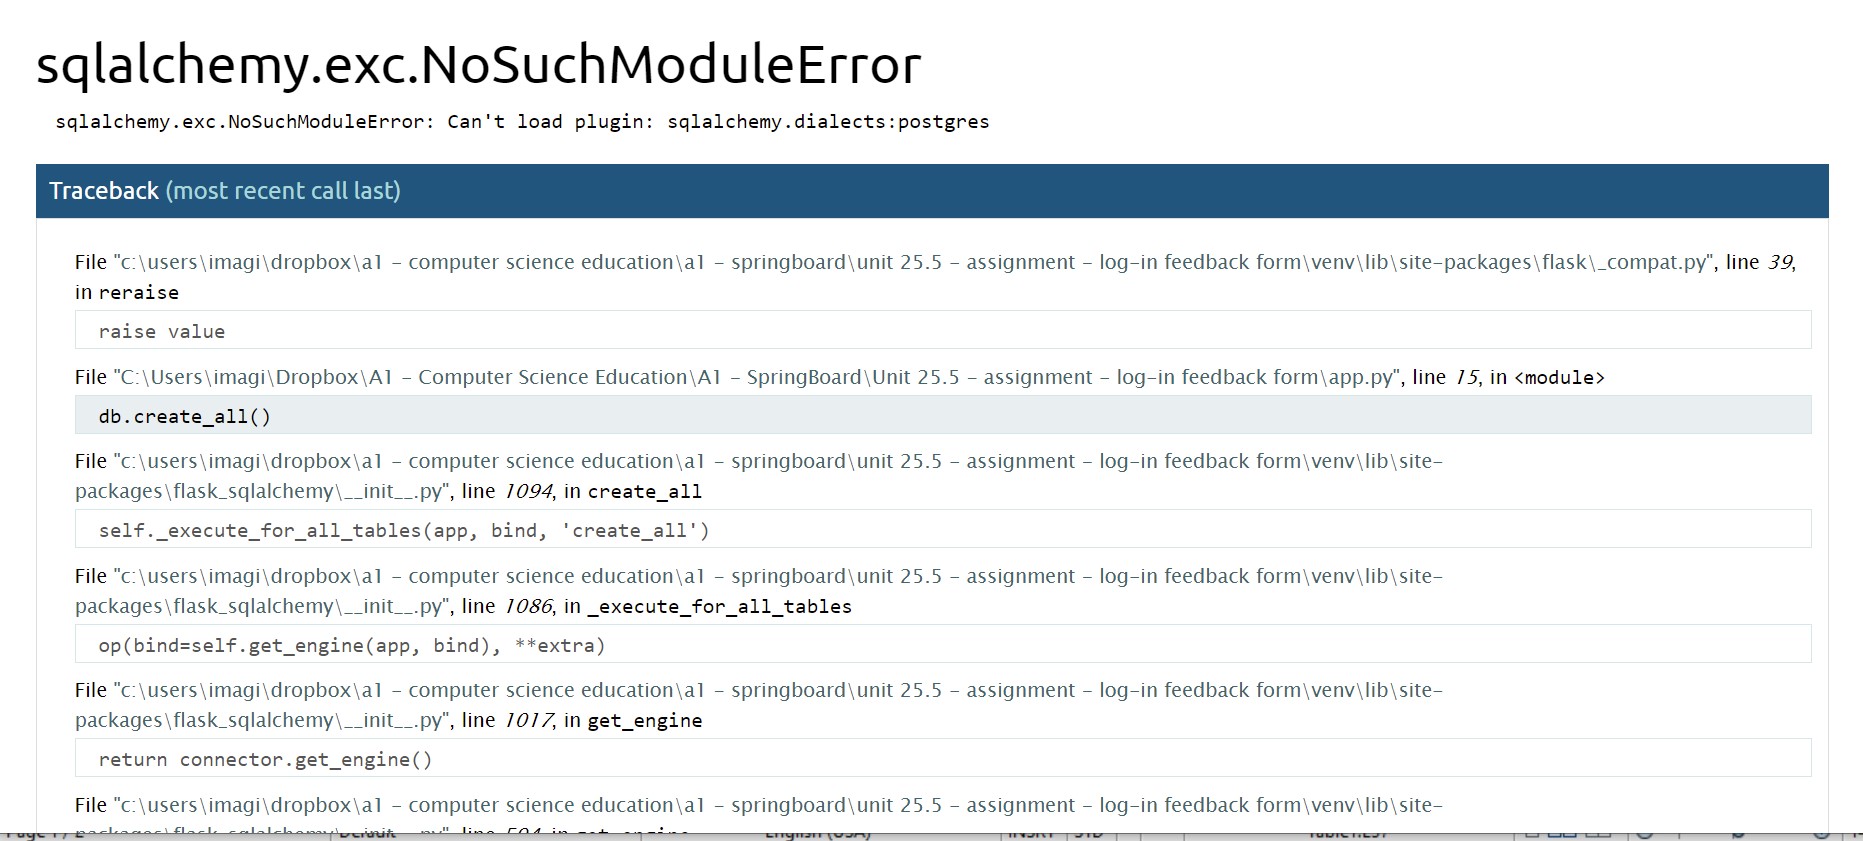 sqlalchemy.exc.NoSuchModuleError
sqlalchemy.exc.NoSuchModuleError: Can't load plugin: sqlalchemy.dialects:postgres
Traceback (most recent call last)
File "c:\users\imagi\dropbox\a1 - computer science education\a1 - springboard\unit 25.5 - assignment - log-in feedback form\venv\lib\site-packages\flask\_compat.py", line 39,
in reraise
raise value
File "C:\Users\imagi\Dropbox\A1 - Computer Science Education\A1 - SpringBoard\Unit 25.5 - assignment - log-in feedback form\app.py", line 15, in <module>
db.create_all()
File "c:\users\imagi\dropbox\a1 - computer science education\a1 - springboard\unit 25.5 - assignment - log-in feedback form\venv\lib\site-
packages\flask_sqlalchemy\__init__.py", line 1094, in create_all
self._execute_for_all_tables(app, bind, 'create_all')
File "c:\users\imagi\dropbox\a1 - computer science education\a1 - springboard\unit 25.5 - assignment - log-in feedback form\venv\lib\site-
packages\flask_sqlalchemy\__init__.py", line 1086, in _execute_for_all_tables
op(bind=self.get_engine(app, bind), **extra)
File "c:\users\imagi\dropbox\a1 - computer science education\a1 - springboard\unit 25.5 - assignment - log-in feedback form\venv\lib\site-
packages\flask_sqlalchemy\__init__.py", line 1017, in get_engine
return connector.get_engine()
File "c:\users\imagi\dropbox\a1 - computer science education\a1 - springboard\unit 25.5 - assignment - log-in feedback form\venv\lib\site-